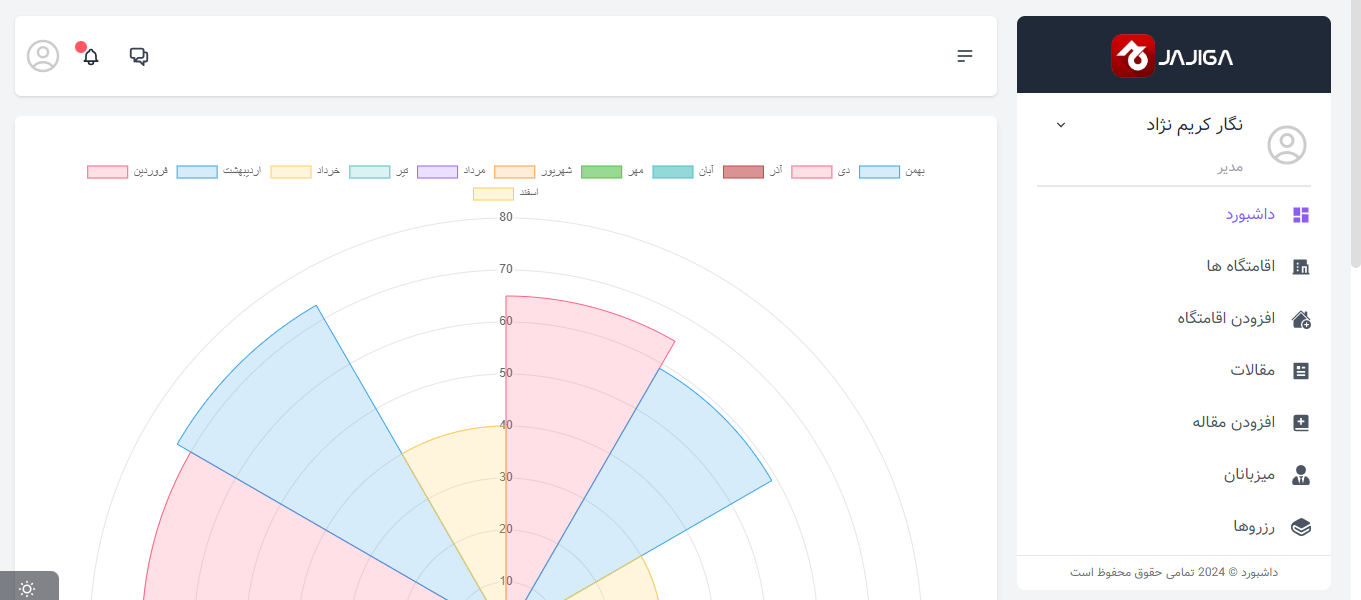 JAJIGA
نگار کریم نژاد
مدیر
داشبورد
اقامتگاه ها
افزودن اقامتگاه
مقالات
افزودن مقاله
میزبانان
رزروها
داشبورد © 2024 تمامی حقوق محفوظ است
فروردین اردیبهشت خرداد تیر مرداد شهریور مهر آبان آذر دی بهمن
اسفند
80
70
60
50
40
30
20
10